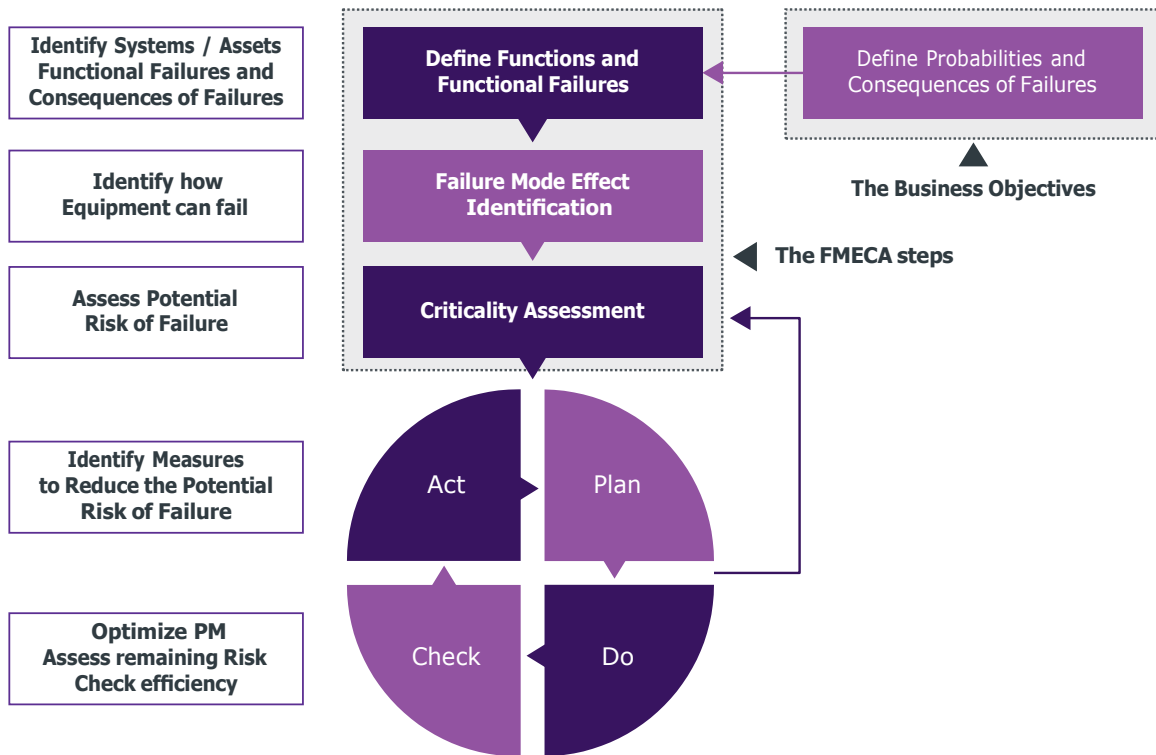 Identify Systems / Assets
Functional Failures and
Consequences of Failures
Define Functions and
Functional Failures
Define Probabilities and
Consequences of Failures
The Business Objectives
Identify how
Equipment can fail
Failure Mode Effect
Identification
The FMECA steps
Assess Potential
Risk of Failure
Criticality Assessment
Identify Measures
to Reduce the Potential
Risk of Failure
Act
Plan
Optimize PM
Assess remaining Risk
Check efficiency
Check
Do